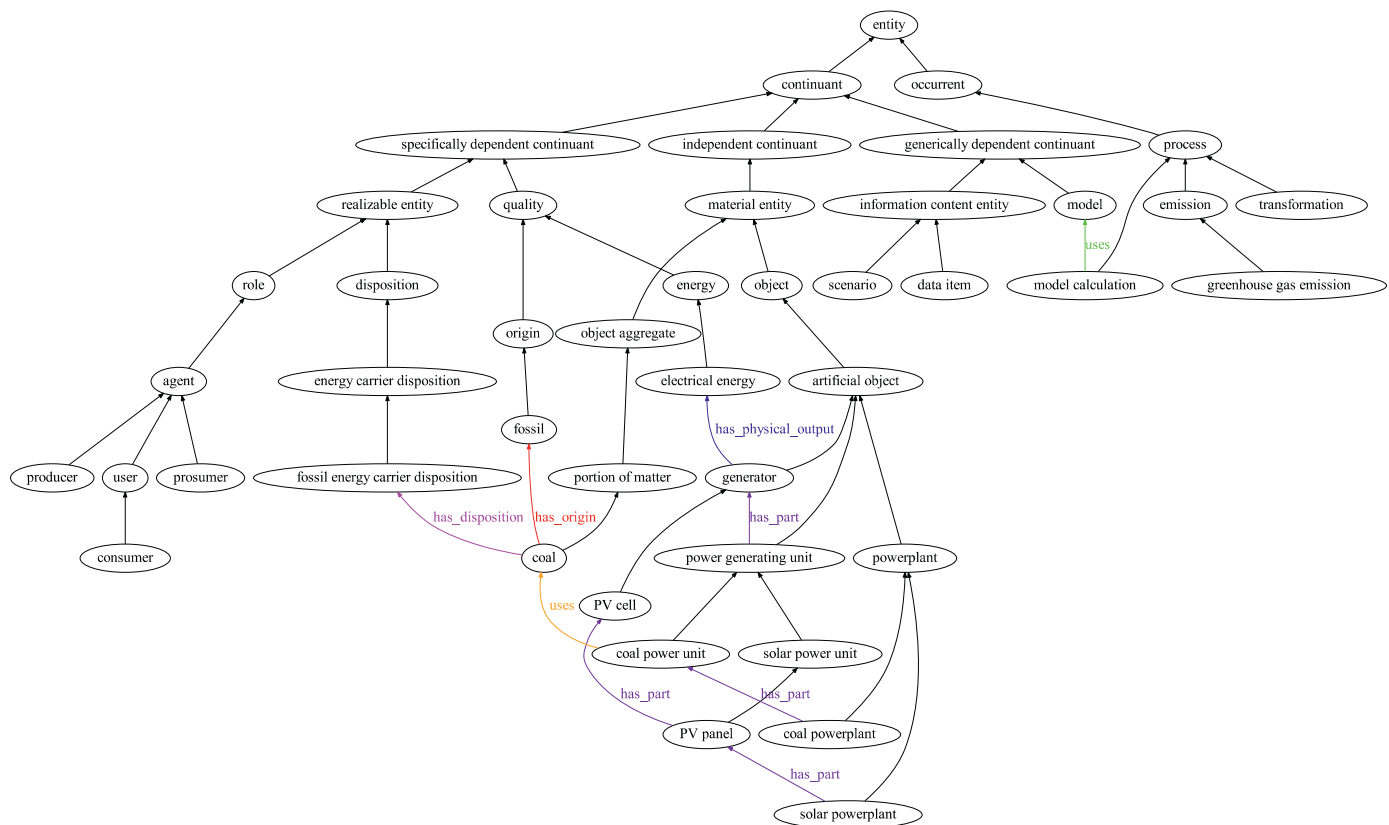 entity
continuant
occurrent
specifically dependent continuant
independent continuant
generically dependent continuant
process
realizable entity
quality
material entity
information content entity
model
emission
transformation
uses
role
disposition
energy
object
scenario
data item
model calculation
greenhouse gas emission
origin
object aggregate
agent
energy carrier disposition
electrical energy
artificial object
fossil
has_physical_output
producer
user
prosumer
fossil energy carrier disposition
portion of matter
generator
has_disposition
has_origin
has_part
consumer
coal
power generating unit
powerplant
uses
PV cell
coal power unit
solar power unit
has_part
has_part
PV panel
coal powerplant
has_part
solar powerplant